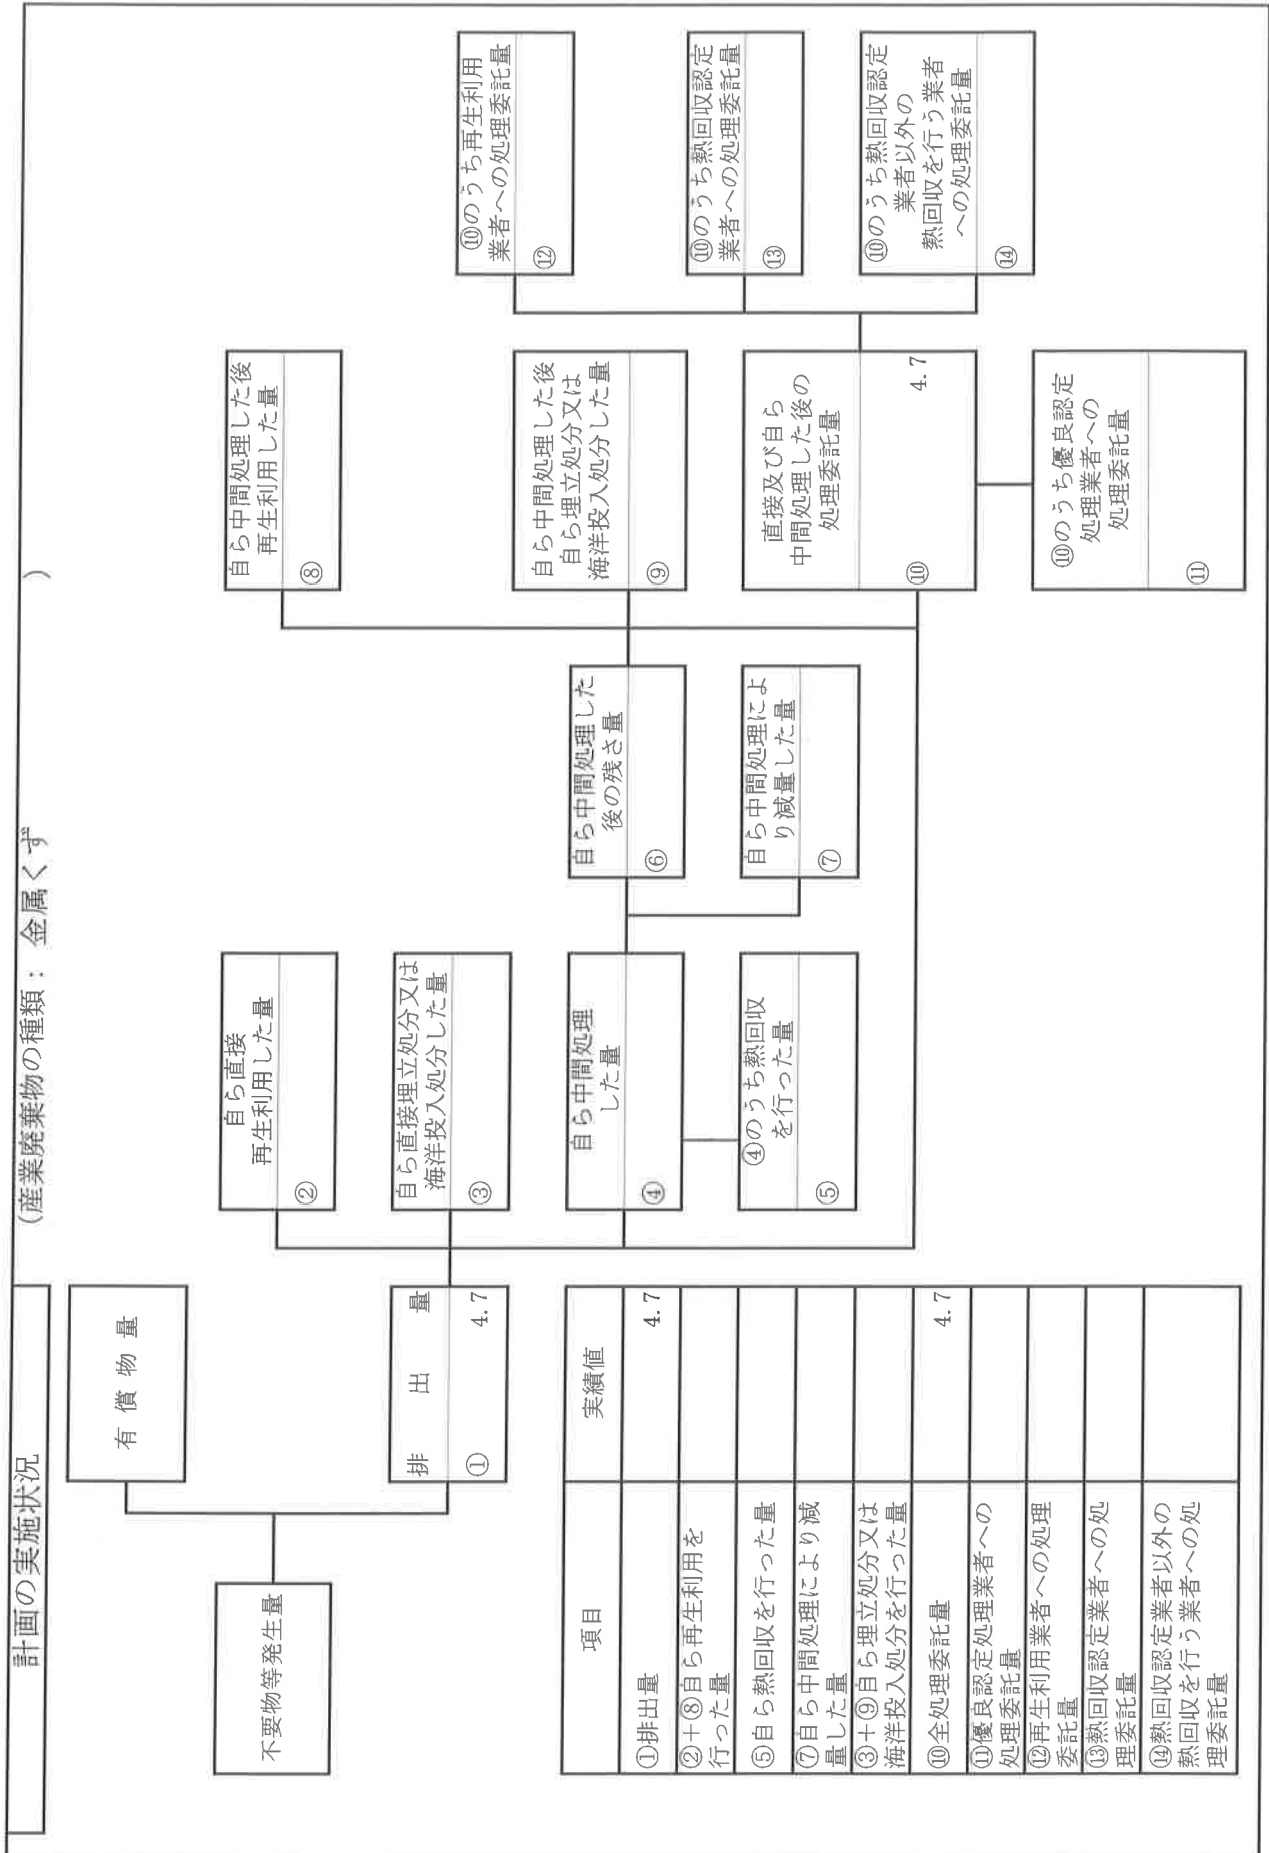 計画の実施状況
(産業廃棄物の種類： 金属くず )
有償物量
不要物等発生量
排出量
① 4.7
自ら直接
再生利用した量
②
自ら直接埋立処分又は
海洋投入処分した量
③
自ら中間処理
した量
④
④のうち熱回収
を行った量
⑤
自ら中間処理した
後の残さ量
⑥
自ら中間処理によ
り減量した量
⑦
自ら中間処理した後
再生利用した量
⑧
自ら中間処理した後
自ら埋立処分又は
海洋投入処分した量
⑨
直接及び自ら
中間処理した後の
処理委託量
⑩ 4.7
⑩のうち優良認定
処理業者への
処理委託量
⑪
⑩のうち再生利用
業者への処理委託量
⑫
⑩のうち熱回収認定
業者への処理委託量
⑬
⑩のうち熱回収認定
業者以外の
熱回収を行う業者
への処理委託量
⑭
項目 実績値
①排出量 4.7
②＋⑧自ら再生利用を
行った量
⑤自ら熱回収を行った量
⑦自ら中間処理により減
量した量
③＋⑨自ら埋立処分又は
海洋投入処分を行った量
⑩全処理委託量 4.7
⑪優良認定処理業者への
処理委託量
⑫再生利用業者への処理
委託量
⑬熱回収認定業者への処
理委託量
⑭熱回収認定業者以外の
熱回収を行う業者への処
理委託量